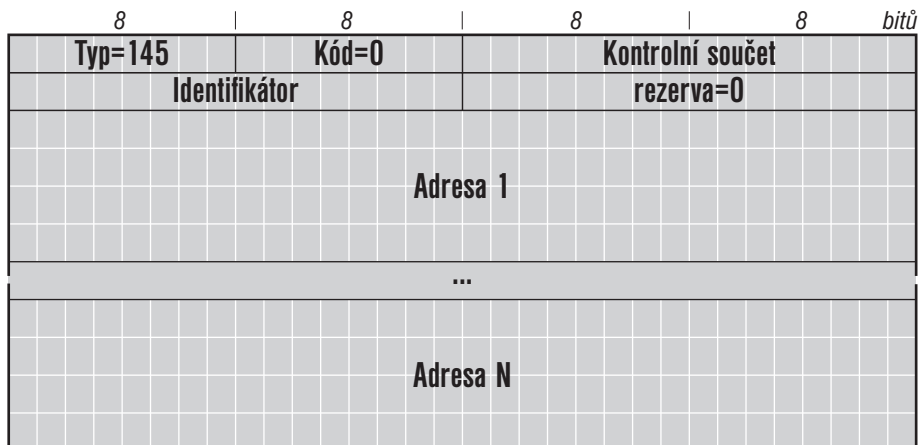 8 8 8 8 bitů
Typ=145 Kód=0 Kontrolní součet
Identifikátor rezerva=0
Adresa 1
...
Adresa N